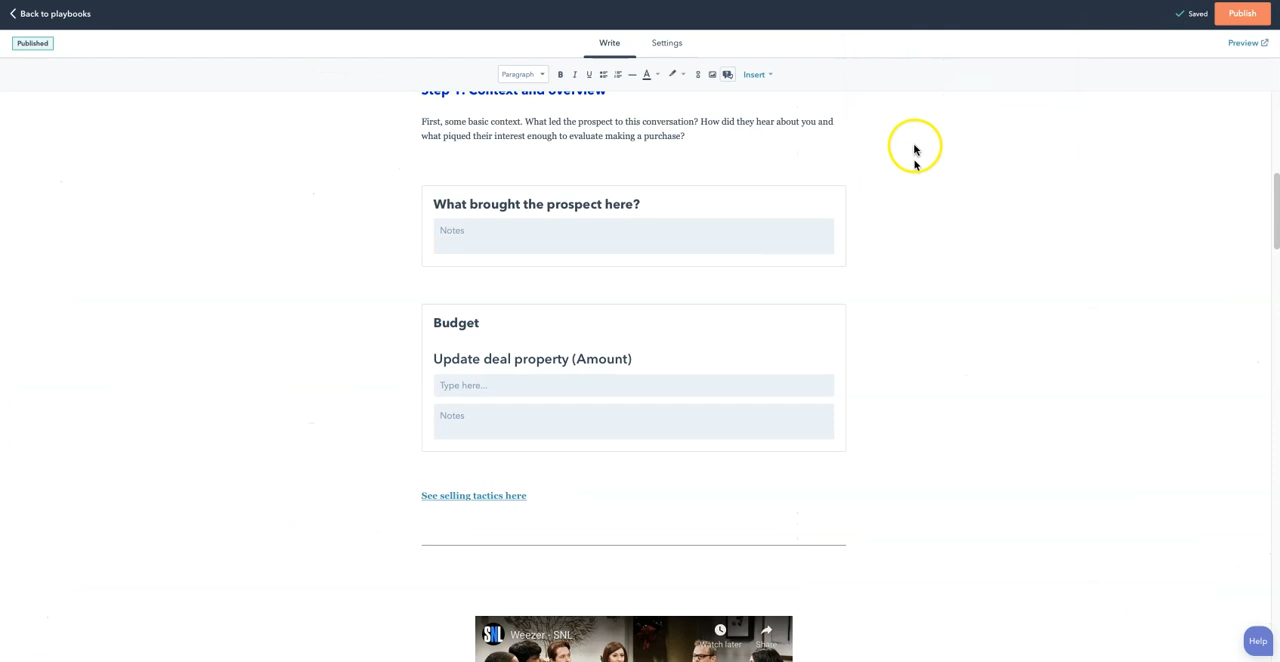 Back to playbooks
Saved
Publish
Published
Write
Settings
Preview
Paragraph
B I U
A
Insert
Step 1: Context and overview
First, some basic context. What led the prospect to this conversation? How did they hear about you and
what piqued their interest enough to evaluate making a purchase?
What brought the prospect here?
Notes
Budget
Update deal property (Amount)
Type here...
Notes
See selling tactics here
SNL
Weezer - SNL
Watch later
Share
Help